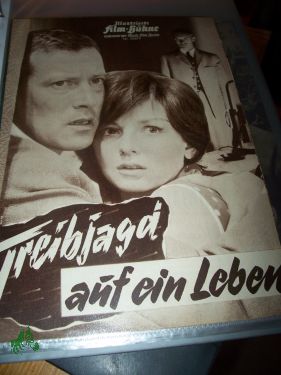 Illustrierte
Film-Bühne
Treibjagd
auf ein Leben